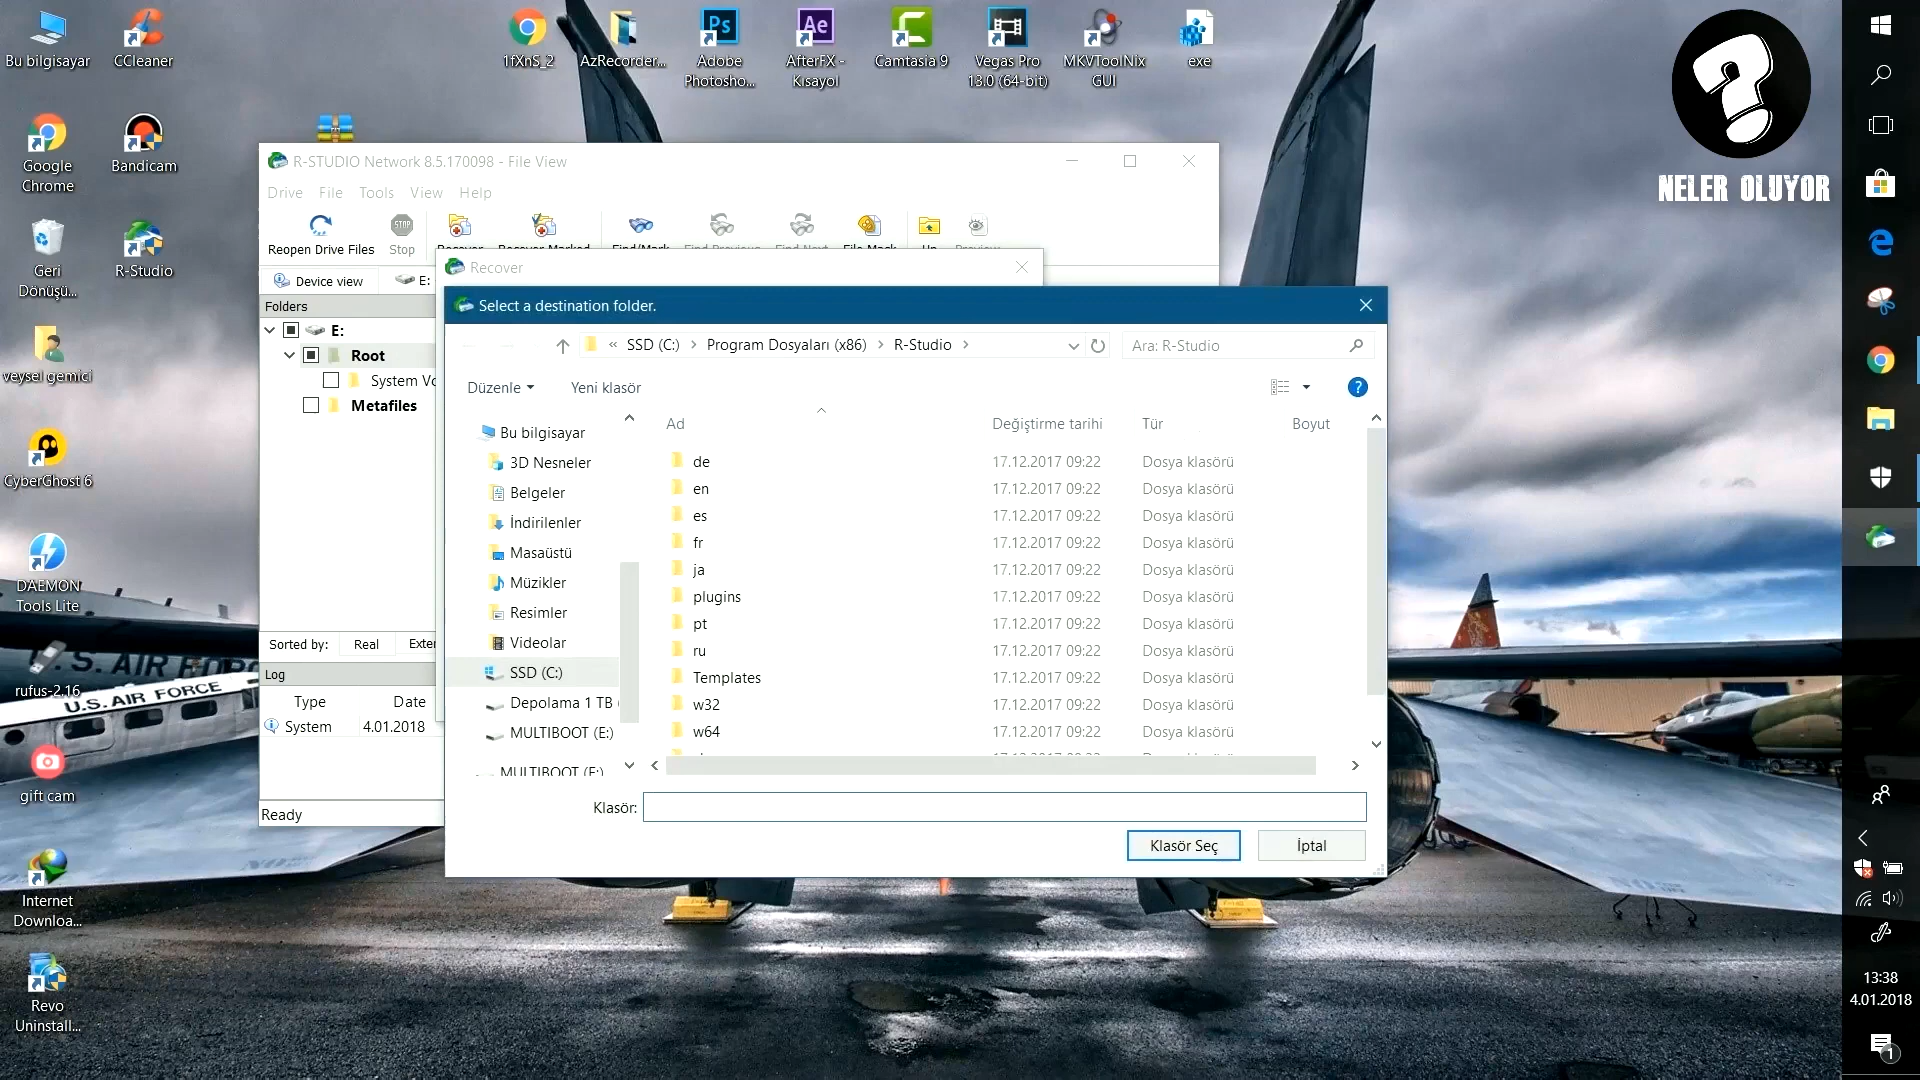 Bu bilgisayar
CCleaner
1fXnS_2
AzRecorder...
Adobe
Photosho...
AfterFX -
Kısayol
Camtasia 9
Vegas Pro
13.0 (64-bit)
MKVToolNix
GUI
exe
NELER OLUYOR
Google
Chrome
Bandicam
Geri
Dönüşü...
R-Studio
veysel gemici
CyberGhost 6
DAEMON
Tools Lite
rufus-2.16
gift cam
Internet
Downloa...
Revo
Uninstall...
R-STUDIO Network 8.5.170098 - File View
Drive File Tools View Help
Reopen Drive Files
STOP
Stop
Recover
Recover Marked
Find/Mark
Find Previous
Find Next
File Mask
Up
Preview
Device view
E:
Folders
E:
Root
System Vo
Metafiles
Sorted by: Real Exter
Log
Type Date
System 4.01.2018
Ready
Recover
Select a destination folder.
« SSD (C:) › Program Dosyaları (x86) › R-Studio ›
Ara: R-Studio
Düzenle
Yeni klasör
?
Bu bilgisayar
3D Nesneler
Belgeler
İndirilenler
Masaüstü
Müzikler
Resimler
Videolar
SSD (C:)
Depolama 1 TB (
MULTIBOOT (E:)
MULTIBOOT (E:)
Ad Değiştirme tarihi Tür Boyut
de 17.12.2017 09:22 Dosya klasörü
en 17.12.2017 09:22 Dosya klasörü
es 17.12.2017 09:22 Dosya klasörü
fr 17.12.2017 09:22 Dosya klasörü
ja 17.12.2017 09:22 Dosya klasörü
plugins 17.12.2017 09:22 Dosya klasörü
pt 17.12.2017 09:22 Dosya klasörü
ru 17.12.2017 09:22 Dosya klasörü
Templates 17.12.2017 09:22 Dosya klasörü
w32 17.12.2017 09:22 Dosya klasörü
w64 17.12.2017 09:22 Dosya klasörü
Klasör:
Klasör Seç
İptal
U.S. AIR FORCE
U.S. AIR FORCE
13:38
4.01.2018
1